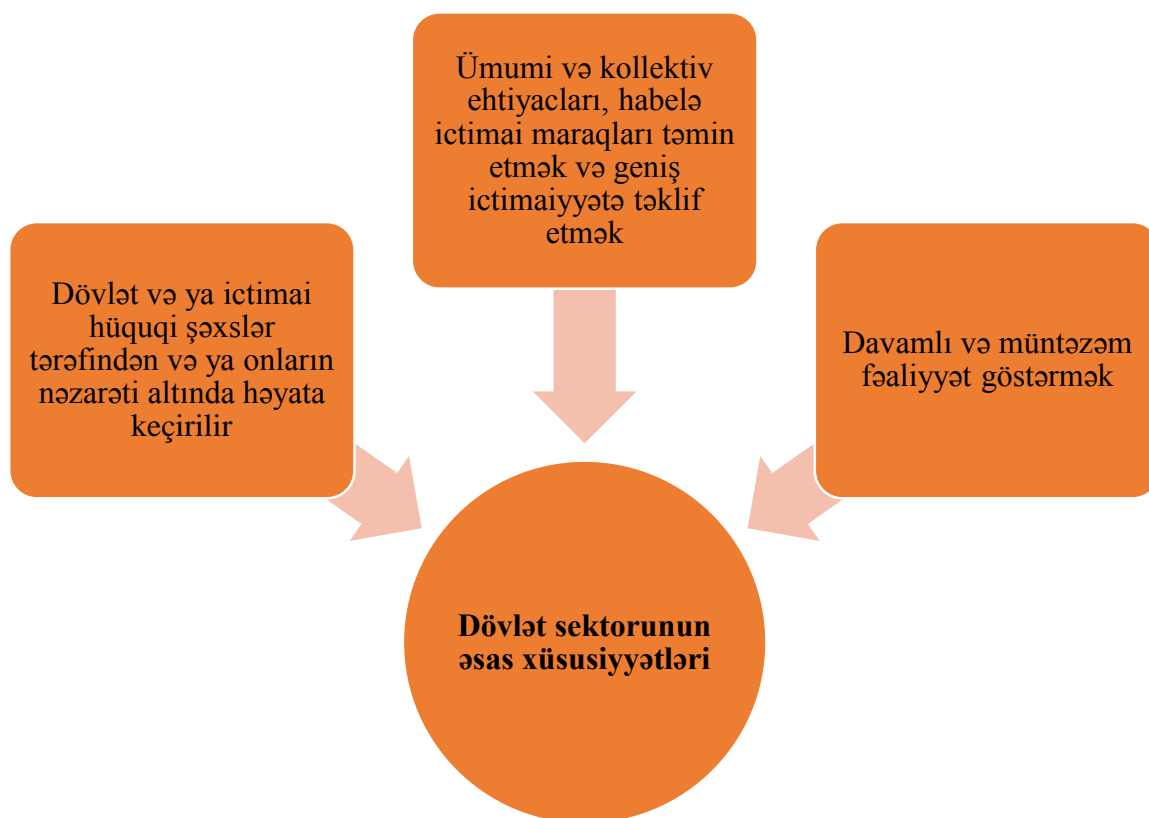 Ümumi və kollektiv
ehtiyacları, habelə
ictimai maraqları təmin
etmək və geniş
ictimaiyyətə təklif
etmək
Dövlət və ya ictimai
hüquqi şəxslər
tərəfindən və ya onların
nəzarəti altında həyata
keçirilir
Davamlı və müntəzəm
fəaliyyət göstərmək
Dövlət sektorunun
əsas xüsusiyyətləri